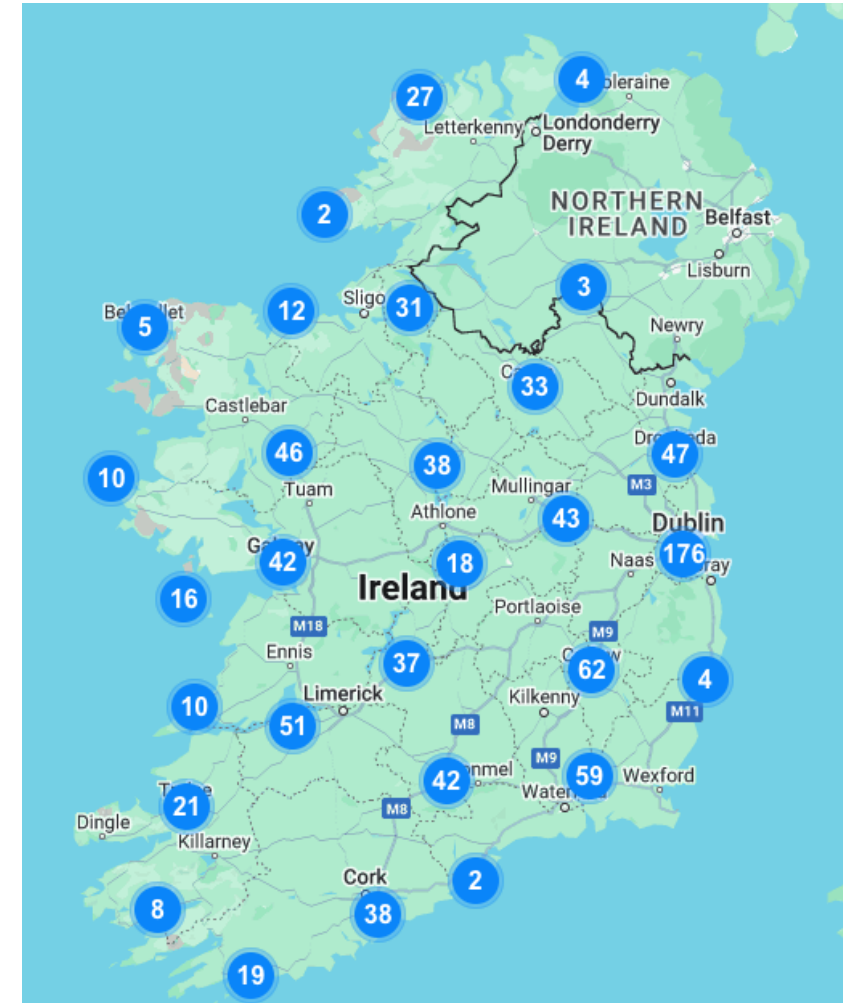 4
oleraine
27
Letterkenny
Londonderry
Derry
NORTHERN
IRELAND
Belfast
2
Lisburn
Sligo
31
3
12
5
Newry
33
Dundalk
Castlebar
46
38
47
10
Tuam
Mullingar
M3
Athlone
43
Dublin
42
18
176
Naas
ray
Ireland
16
Portlaoise
M18
M9
Ennis
37
62
4
Limerick
Kilkenny
10
51
M8
M11
M9
42
nmel
59
Wexford
21
M8
Dingle
Killarney
Cork
2
8
38
19